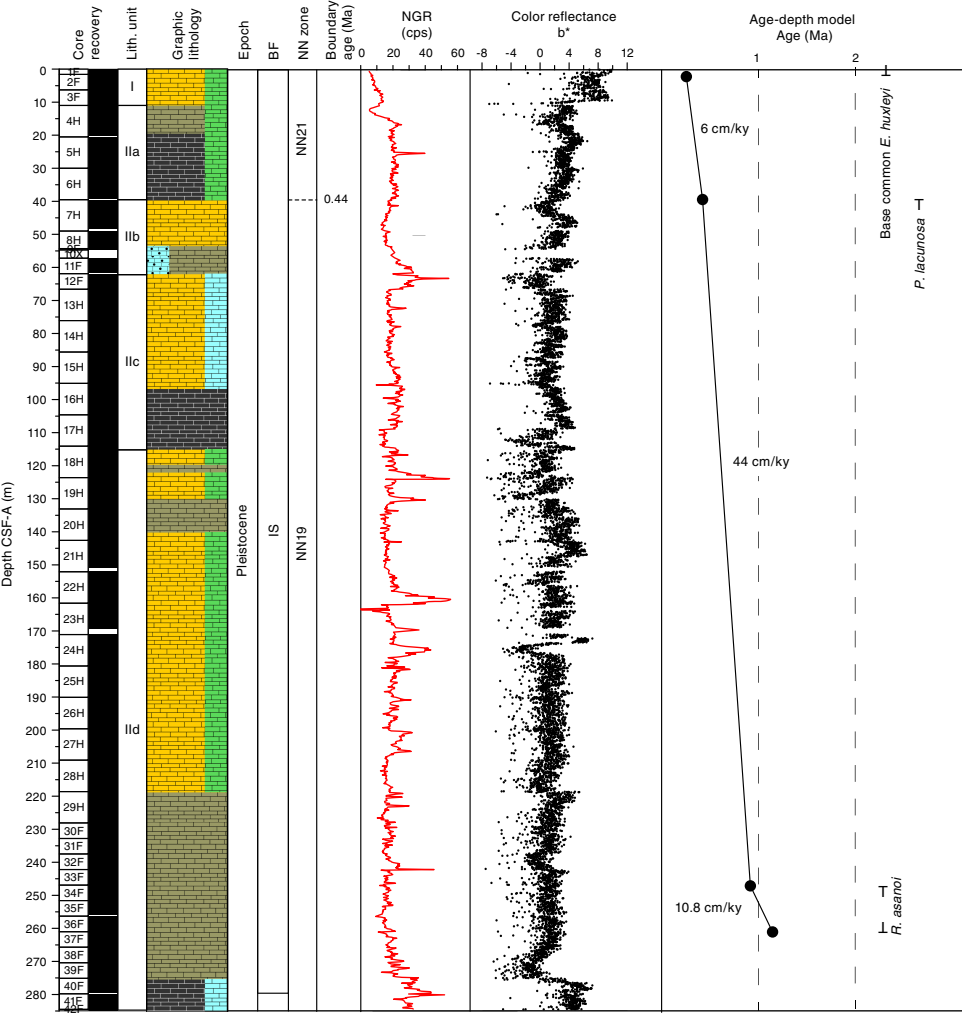 Core
recovery
Lith. unit
Graphic
lithology
Epoch
BF
NN zone
Boundary
age (Ma)
NGR
(cps)
0 20 40 60
Color reflectance
b*
-8 -4 0 4 8 12
Age-depth model
Age (Ma)
1 2
Depth CSF-A (m)
0
10
20
30
40
50
60
70
80
90
100
110
120
130
140
150
160
170
180
190
200
210
220
230
240
250
260
270
280
1F
2F
3F
4H
5H
6H
7H
8H
10X
11F
12F
13H
14H
15H
16H
17H
18H
19H
20H
21H
22H
23H
24H
25H
26H
27H
28H
29H
30F
31F
32F
33F
34F
35F
36F
37F
38F
39F
40F
41F
I
IIa
IIb
IIc
IId
Pleistocene
IS
NN21
NN19
0.44
6 cm/ky
44 cm/ky
10.8 cm/ky
Base common E. huxleyi
P. lacunosa
R. asanoi